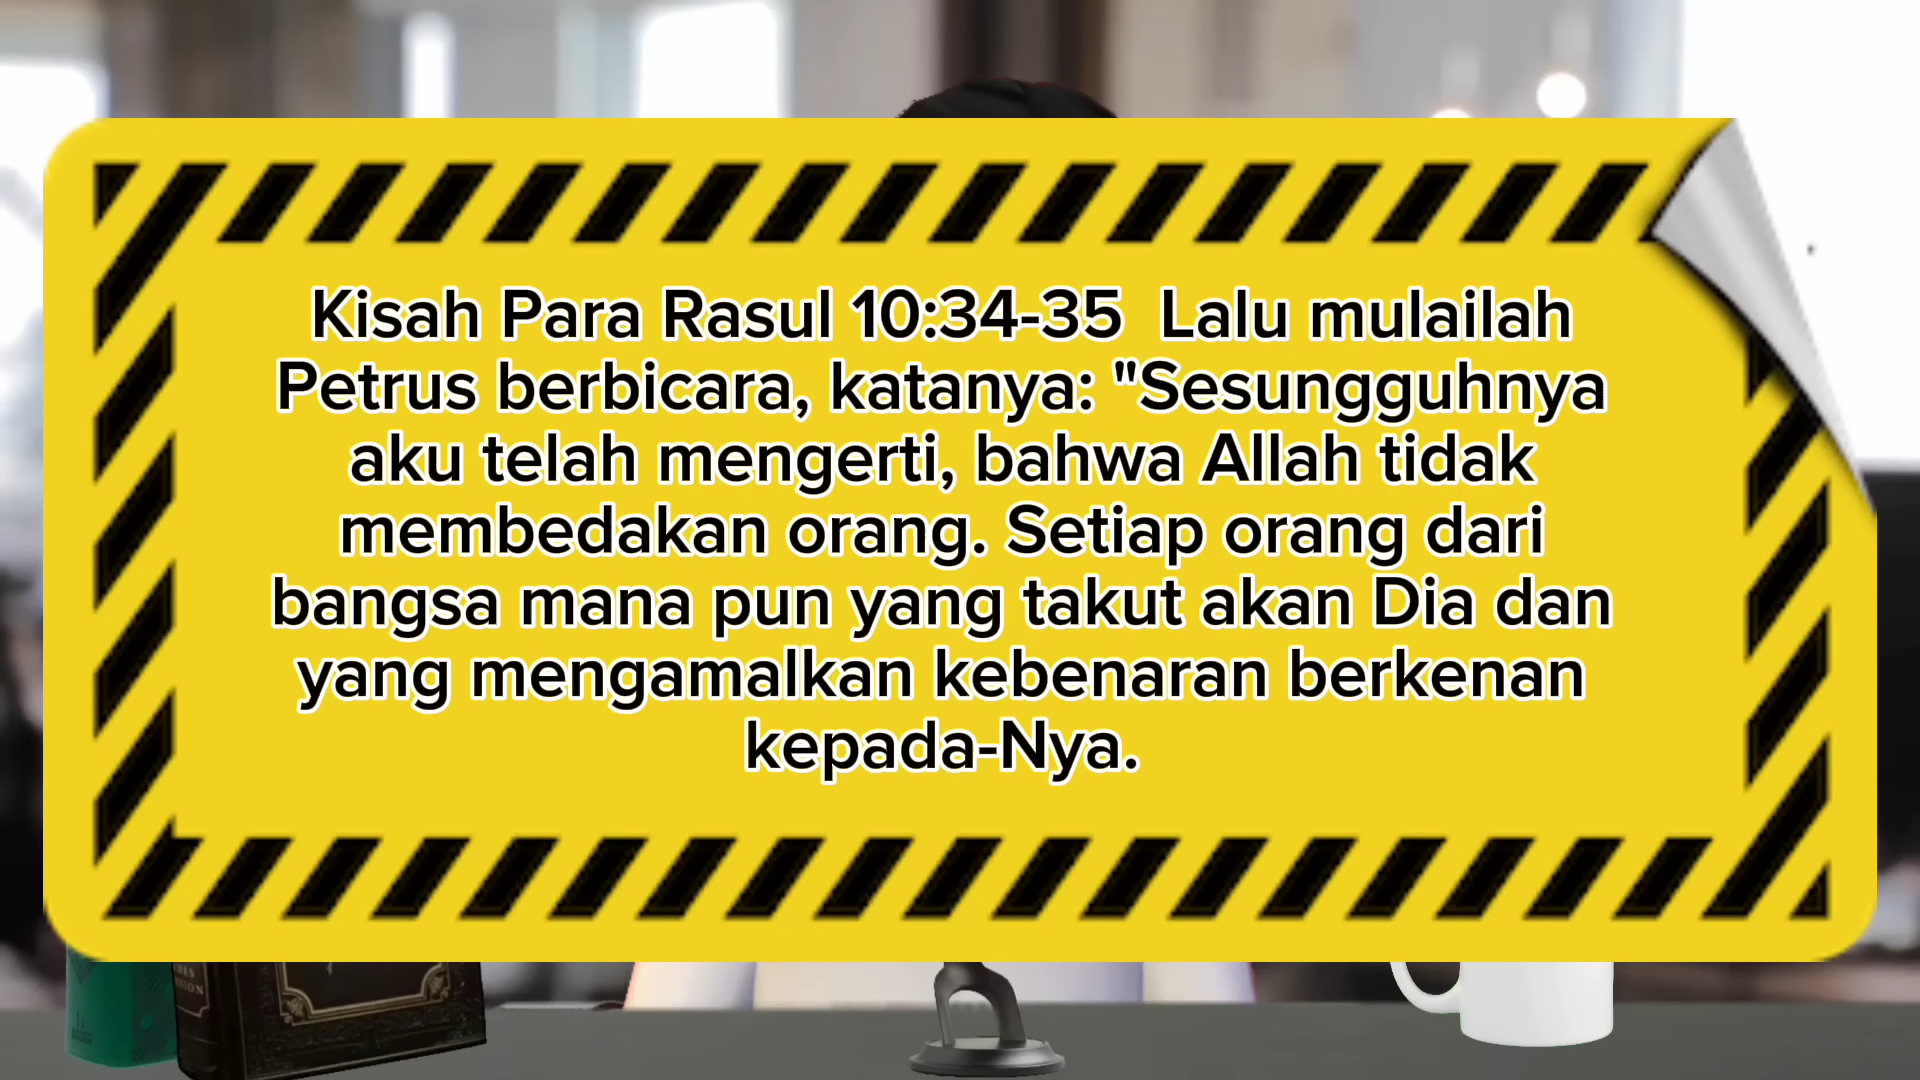 Kisah Para Rasul 10:34-35  Lalu mulailah
Petrus berbicara, katanya: "Sesungguhnya
aku telah mengerti, bahwa Allah tidak
membedakan orang. Setiap orang dari
bangsa mana pun yang takut akan Dia dan
yang mengamalkan kebenaran berkenan
kepada-Nya.